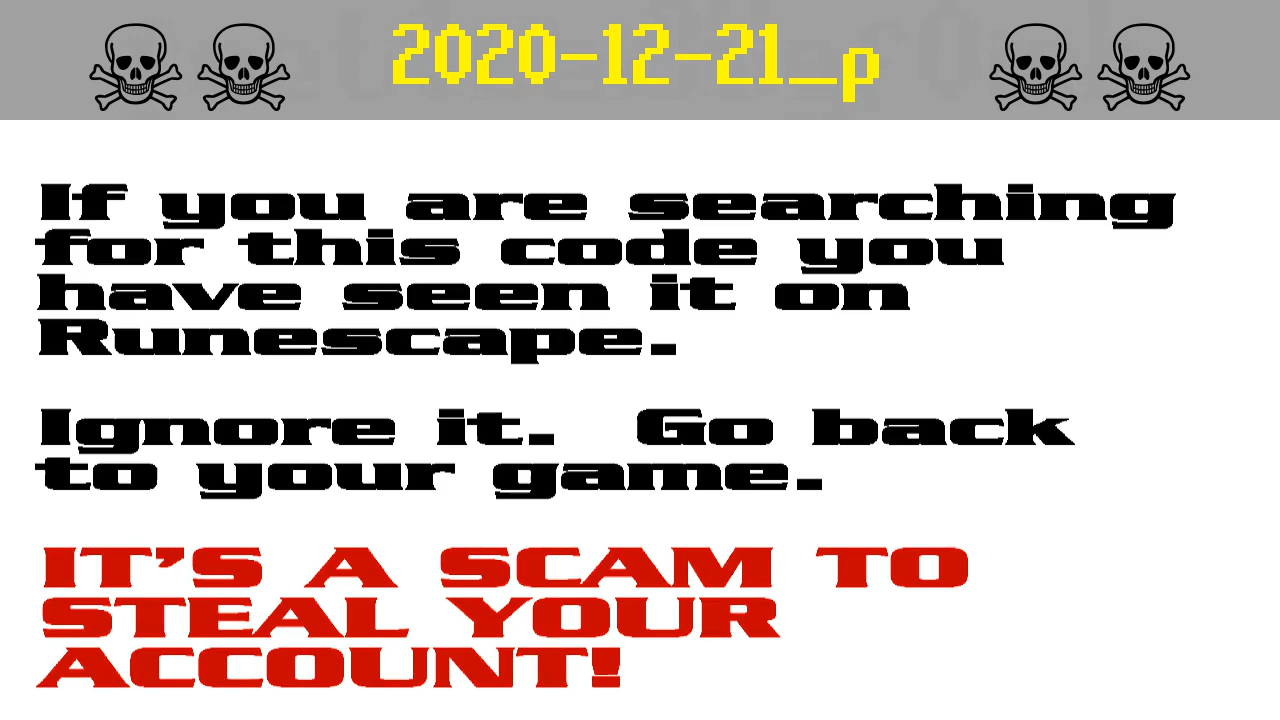 2020-12-21_p
If you are searching
for this code you
have seen it on
Runescape.
Ignore it. Go back
to your game.
IT'S A SCAM TO
STEAL YOUR
ACCOUNT!